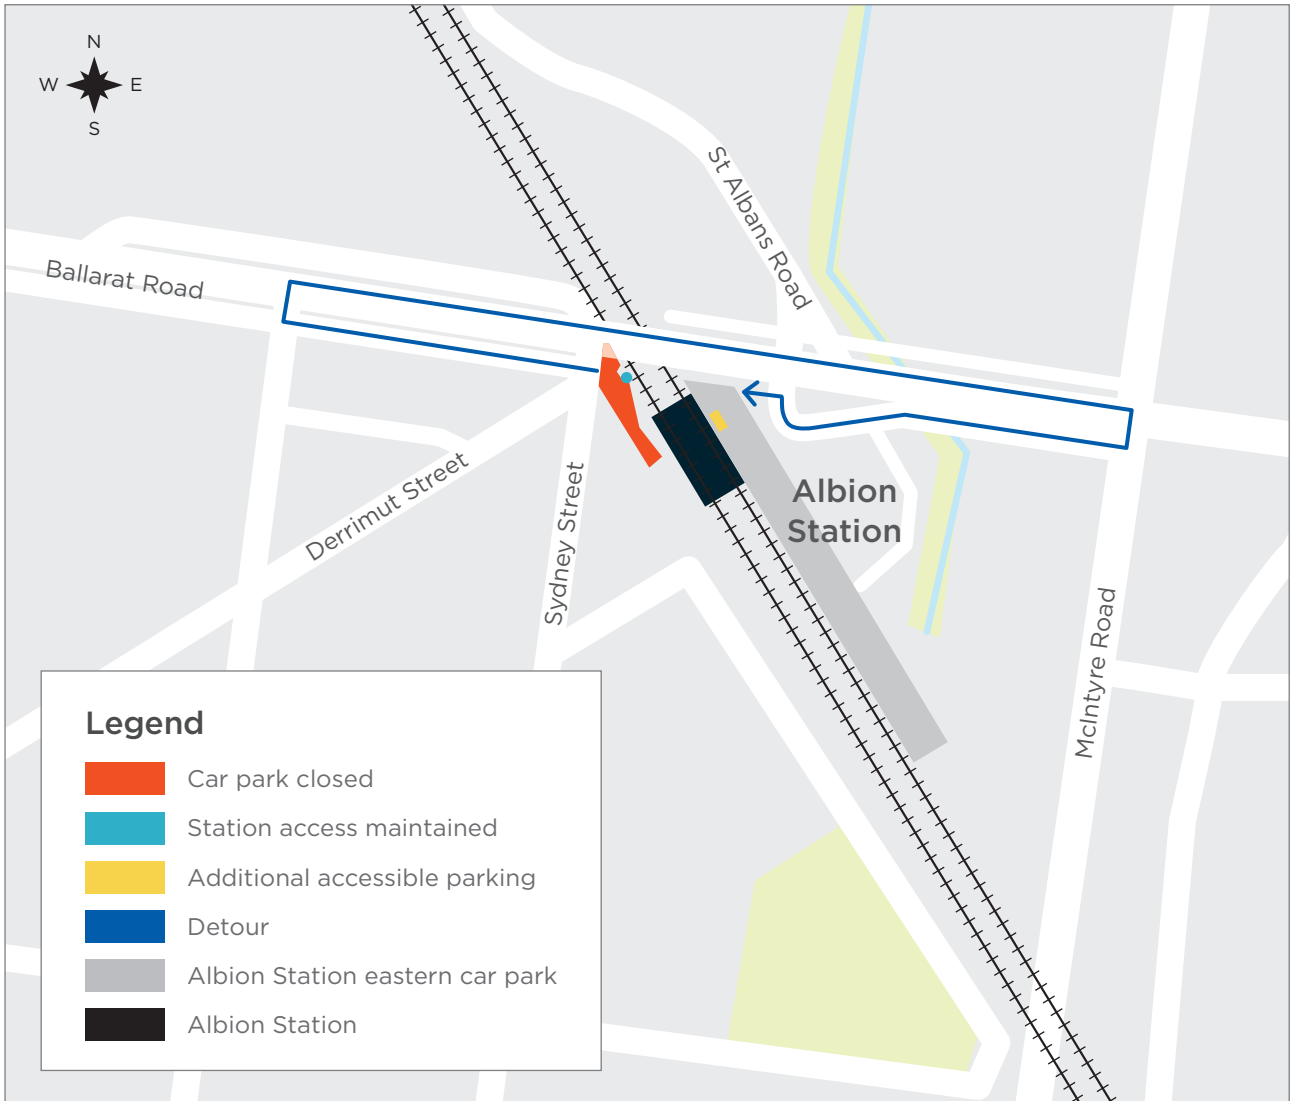 N
W E
S
St Albans Road
Ballarat Road
Derrimut Street
Sydney Street
Albion
Station
McIntyre Road
Legend
Car park closed
Station access maintained
Additional accessible parking
Detour
Albion Station eastern car park
Albion Station